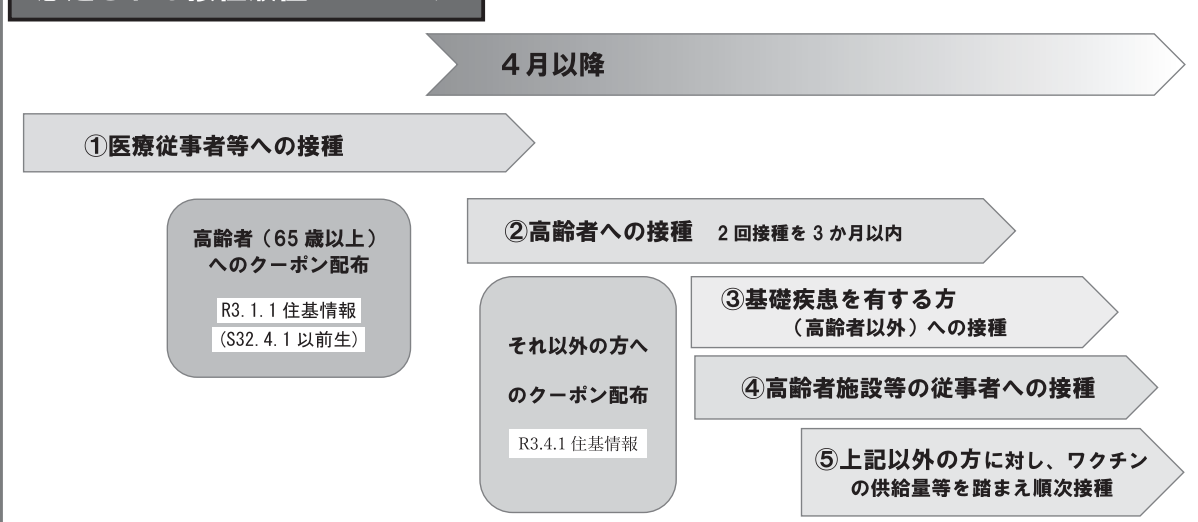 ４月以降
①医療従事者等への接種
高齢者（65 歳以上）
へのクーポン配布
R3.1.1 住基情報
(S32.4.1 以前生)
②高齢者への接種　2 回接種を 3 か月以内
それ以外の方へ
のクーポン配布
R3.4.1 住基情報
③基礎疾患を有する方
（高齢者以外）への接種
④高齢者施設等の従事者への接種
⑤上記以外の方に対し、ワクチン
の供給量等を踏まえ順次接種